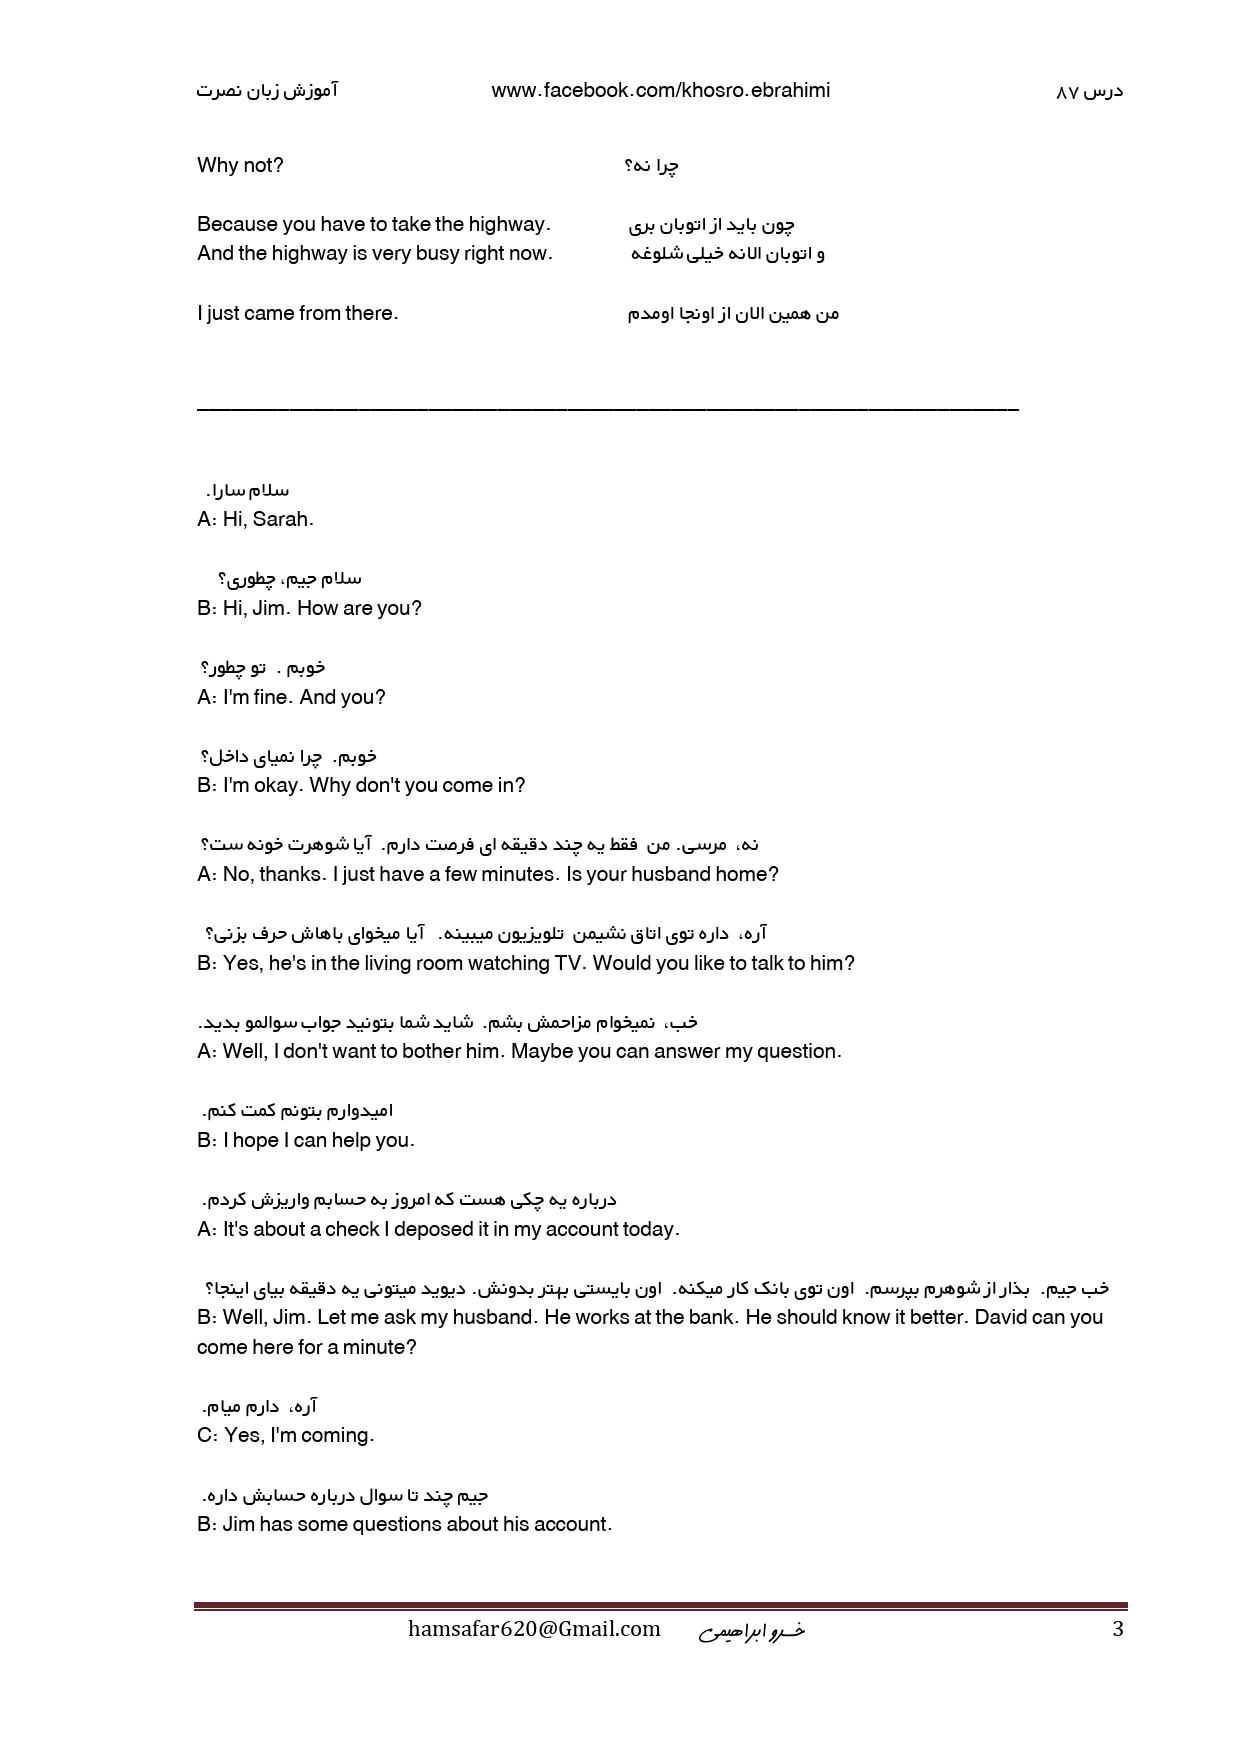 آموزش زبان نصرت www.facebook.com/khosro.ebrahimi درس ۸۷
Why not? چرا نه؟
Because you have to take the highway. چون باید از اتوبان بری
And the highway is very busy right now. و اتوبان الانه خیلی شلوغه
I just came from there. من همین الان از اونجا اومدم
سلام سارا.
A: Hi, Sarah.
سلام جیم، چطوری؟
B: Hi, Jim. How are you?
خوبم . تو چطور؟
A: I'm fine. And you?
خوبم. چرا نمیای داخل؟
B: I'm okay. Why don't you come in?
نه، مرسی. من فقط یه چند دقیقه ای فرصت دارم. آیا شوهرت خونه ست؟
A: No, thanks. I just have a few minutes. Is your husband home?
آره، داره توی اتاق نشیمن تلویزیون میبینه. آیا میخوای باهاش حرف بزنی؟
B: Yes, he's in the living room watching TV. Would you like to talk to him?
خب، نمیخوام مزاحمش بشم. شاید شما بتونید جواب سوالمو بدید.
A: Well, I don't want to bother him. Maybe you can answer my question.
امیدوارم بتونم کمت کنم.
B: I hope I can help you.
درباره یه چکی هست که امروز به حسابم واریزش کردم.
A: It's about a check I deposed it in my account today.
خب جیم. بذار از شوهرم بپرسم. اون توی بانک کار میکنه. اون بایستی بهتر بدونش. دیوید میتونی یه دقیقه بیای اینجا؟
B: Well, Jim. Let me ask my husband. He works at the bank. He should know it better. David can you
come here for a minute?
آره، دارم میام.
C: Yes, I'm coming.
جیم چند تا سوال درباره حسابش داره.
B: Jim has some questions about his account.
hamsafar620@Gmail.com خسرو ابراهیمی 3